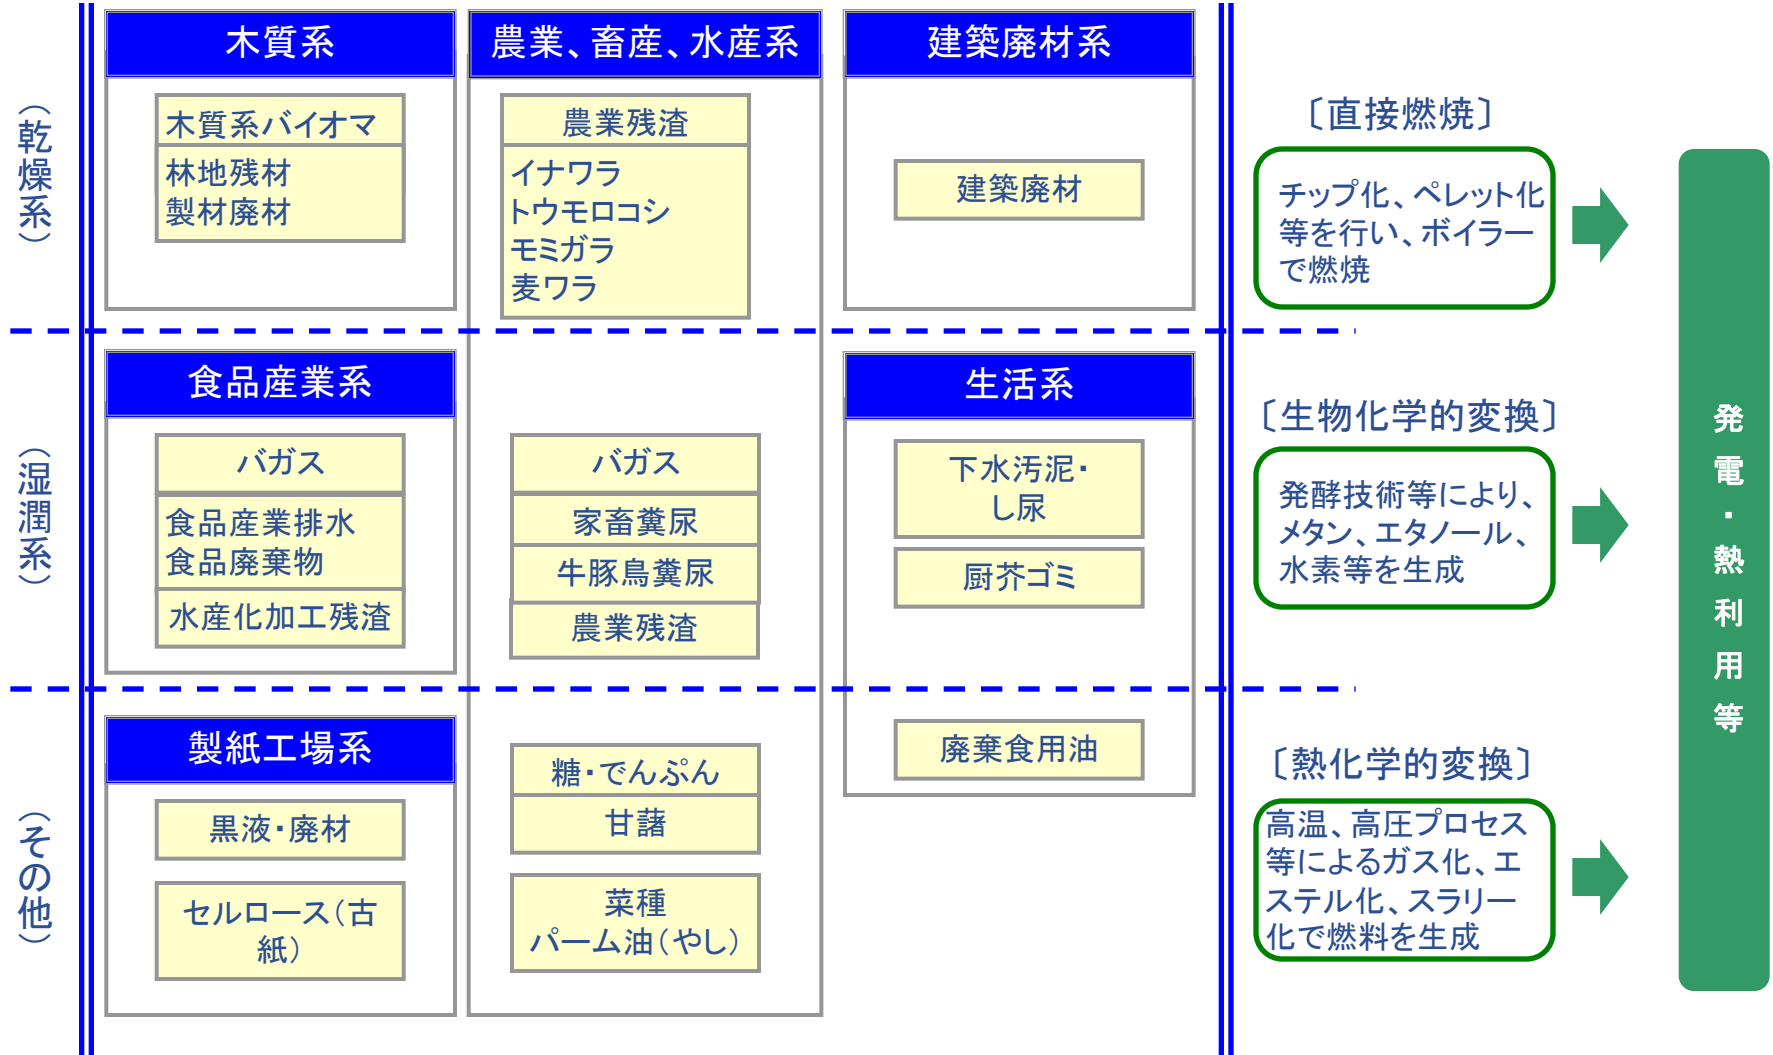 （乾燥系）
木質系
木質系バイオマ
林地残材
製材廃材
農業、畜産、水産系
農業残渣
イナワラ
トウモロコシ
モミガラ
麦ワラ
建築廃材系
建築廃材
〔直接燃焼〕
チップ化、ペレット化
等を行い、ボイラー
で燃焼
（湿潤系）
食品産業系
バガス
食品産業排水
食品廃棄物
水産化加工残渣
バガス
家畜糞尿
牛豚鳥糞尿
農業残渣
生活系
下水汚泥・
し尿
厨芥ゴミ
〔生物化学的変換〕
発酵技術等により、
メタン、エタノール、
水素等を生成
（その他）
製紙工場系
黒液・廃材
セルロース（古
紙）
糖・でんぷん
甘藷
菜種
パーム油（やし）
廃棄食用油
〔熱化学的変換〕
高温、高圧プロセス
等によるガス化、エ
ステル化、スラリー
化で燃料を生成
発電・熱利用等